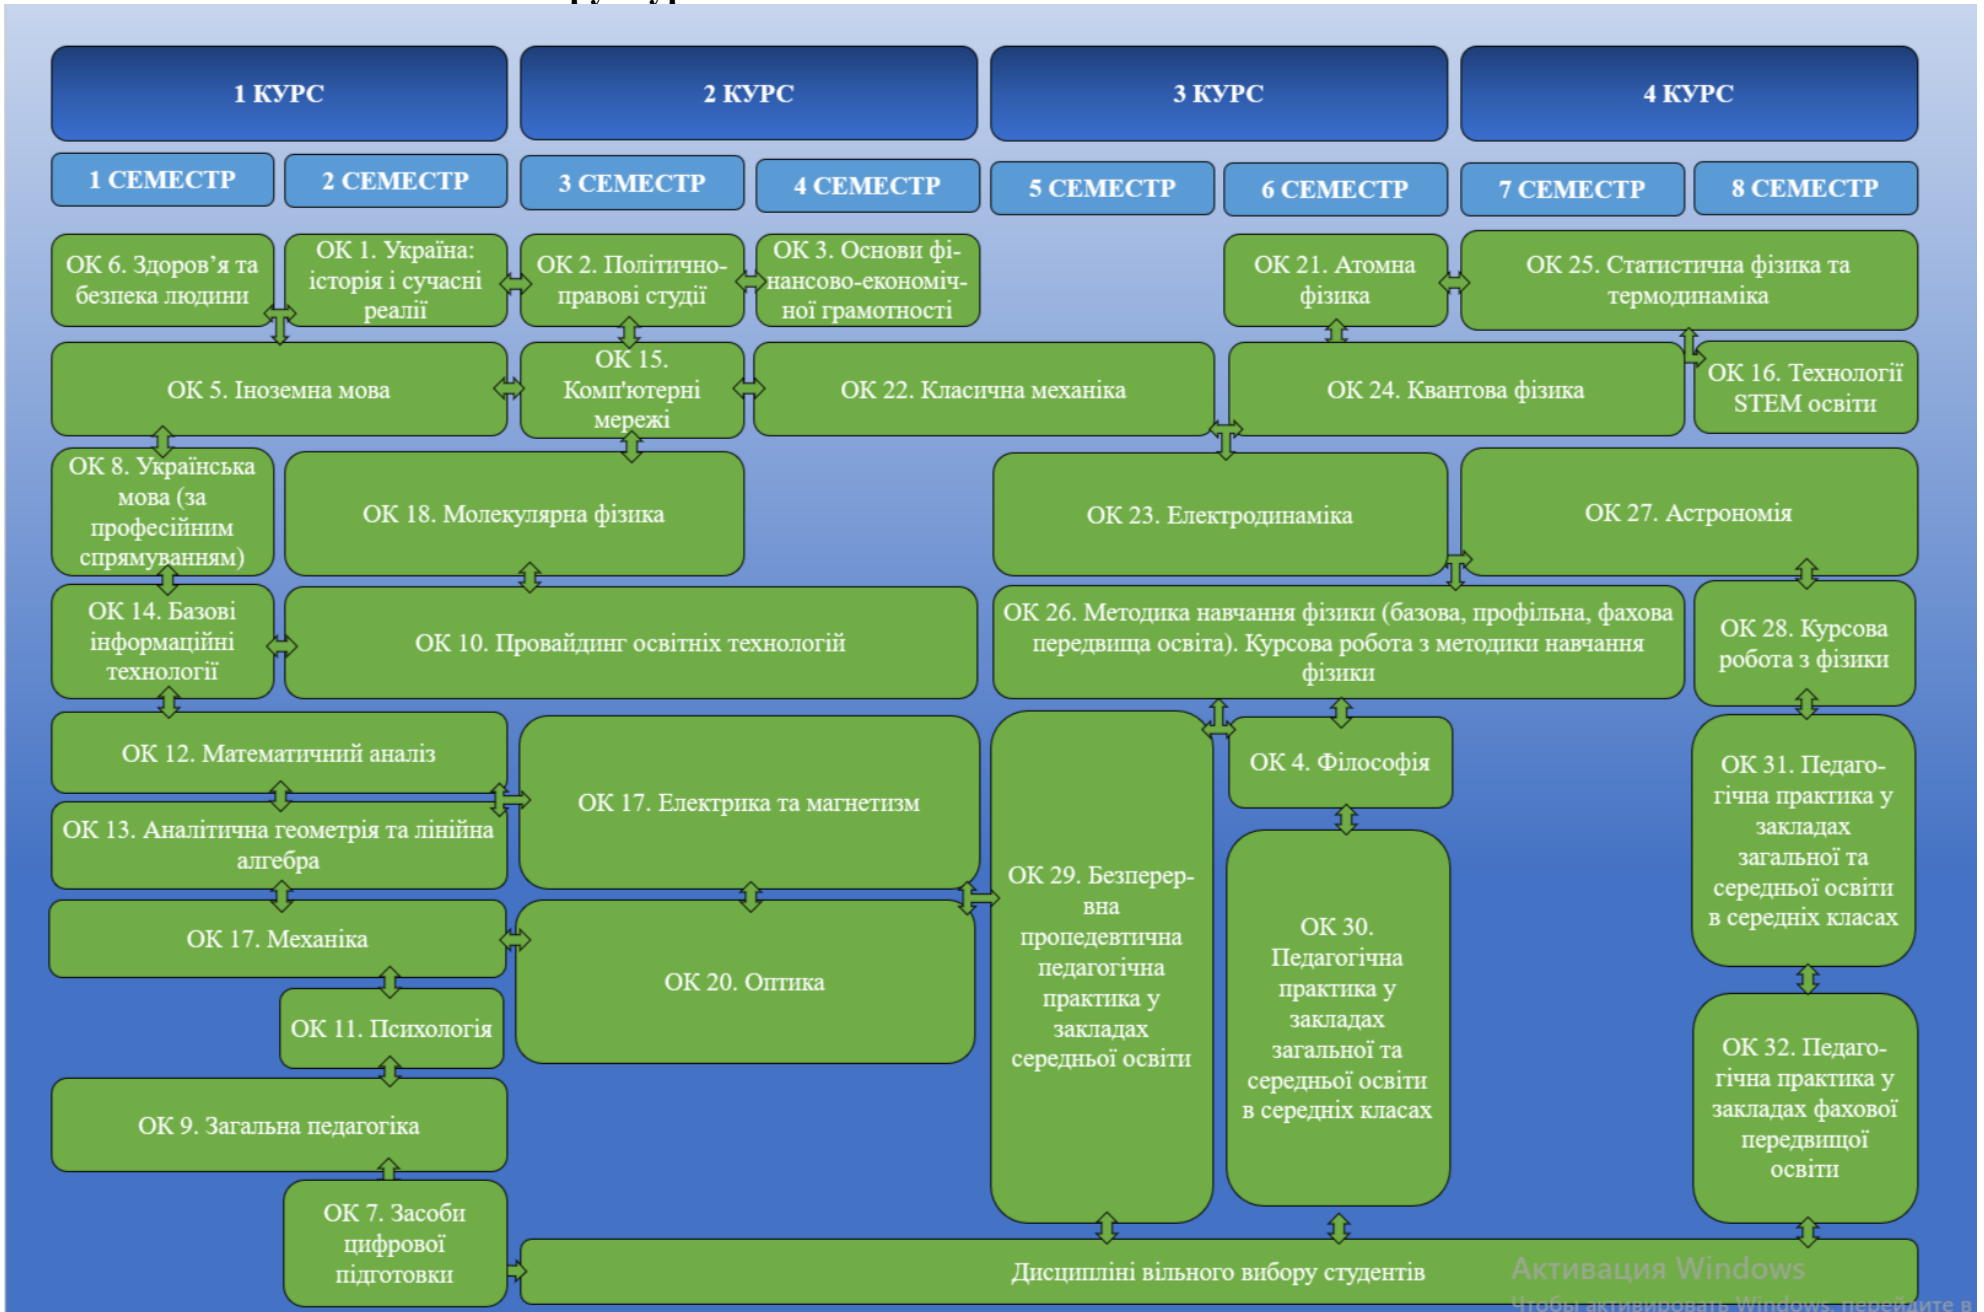 1 КУРС
2 КУРС
3 КУРС
4 КУРС
1 СЕМЕСТР
2 СЕМЕСТР
3 СЕМЕСТР
4 СЕМЕСТР
5 СЕМЕСТР
6 СЕМЕСТР
7 СЕМЕСТР
8 СЕМЕСТР
ОК 6. Здоров’я та
безпека людини
ОК 1. Україна:
історія і сучасні
реалії
ОК 2. Політично-
правові студії
ОК 3. Основи фі-
нансово-економіч-
ної грамотності
ОК 21. Атомна
фізика
ОК 25. Статистична фізика та
термодинаміка
ОК 5. Іноземна мова
ОК 15.
Комп'ютерні
мережі
ОК 22. Класична механіка
ОК 24. Квантова фізика
ОК 16. Технології
STEM освіти
ОК 8. Українська
мова (за
професійним
спрямуванням)
ОК 18. Молекулярна фізика
ОК 23. Електродинаміка
ОК 27. Астрономія
ОК 14. Базові
інформаційні
технології
ОК 10. Провайдинг освітніх технологій
ОК 26. Методика навчання фізики (базова, профільна, фахова
передвища освіта). Курсова робота з методики навчання
фізики
ОК 28. Курсова
робота з фізики
ОК 12. Математичний аналіз
ОК 17. Електрика та магнетизм
ОК 4. Філософія
ОК 31. Педаго-
гічна практика у
закладах
загальної та
середньої освіти
в середніх класах
ОК 13. Аналітична геометрія та лінійна
алгебра
ОК 29. Безперер-
вна
пропедевтична
педагогічна
практика у
закладах
середньої освіти
ОК 30.
Педагогічна
практика у
закладах
загальної та
середньої освіти
в середніх класах
ОК 17. Механіка
ОК 20. Оптика
ОК 11. Психологія
ОК 32. Педаго-
гічна практика у
закладах фахової
передвищої
освіти
ОК 9. Загальна педагогіка
ОК 7. Засоби
цифрової
підготовки
Дисципліні вільного вибору студентів
Активация Windows
Чтобы активировать Windows, перейдите в